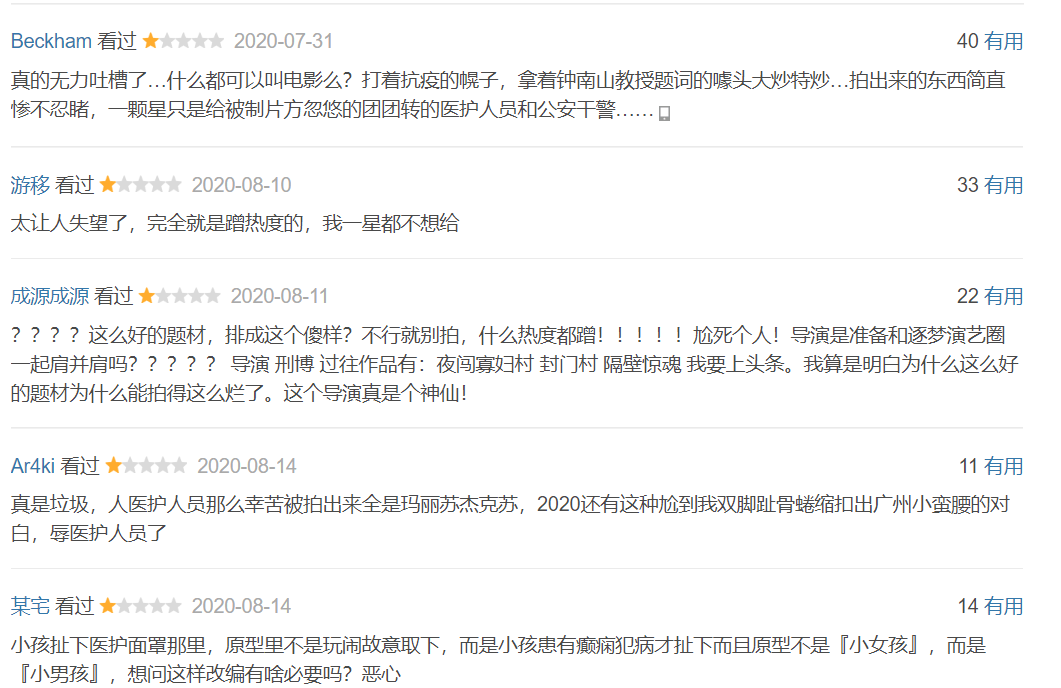 Beckham 看过 2020-07-31 40 有用
真的无力吐槽了…什么都可以叫电影么？打着抗疫的幌子，拿着钟南山教授题词的噱头大炒特炒…拍出来的东西简直
惨不忍睹，一颗星只是给被制片方忽悠的团团转的医护人员和公安干警……
游移 看过 2020-08-10 33 有用
太让人失望了，完全就是蹭热度的，我一星都不想给
成源成源 看过 2020-08-11 22 有用
？？？？这么好的题材，排成这个傻样？不行就别拍，什么热度都蹭！！！！！尬死个人！导演是准备和逐梦演艺圈
一起肩并肩吗？？？？？ 导演 刑博 过往作品有：夜闯寡妇村 封门村 隔壁惊魂 我要上头条。我算是明白为什么这么好
的题材为什么能拍得这么烂了。这个导演真是个神仙！
Ar4ki 看过 2020-08-14 11 有用
真是垃圾，人医护人员那么辛苦被拍出来全是玛丽苏杰克苏，2020还有这种尬到我双脚趾骨蜷缩扣出广州小蛮腰的对
白，辱医护人员了
某宅 看过 2020-08-14 14 有用
小孩扯下医护面罩那里，原型里不是玩闹故意取下，而是小孩患有癫痫犯病才扯下而且原型不是『小女孩』，而是
『小男孩』，想问这样改编有啥必要吗？恶心